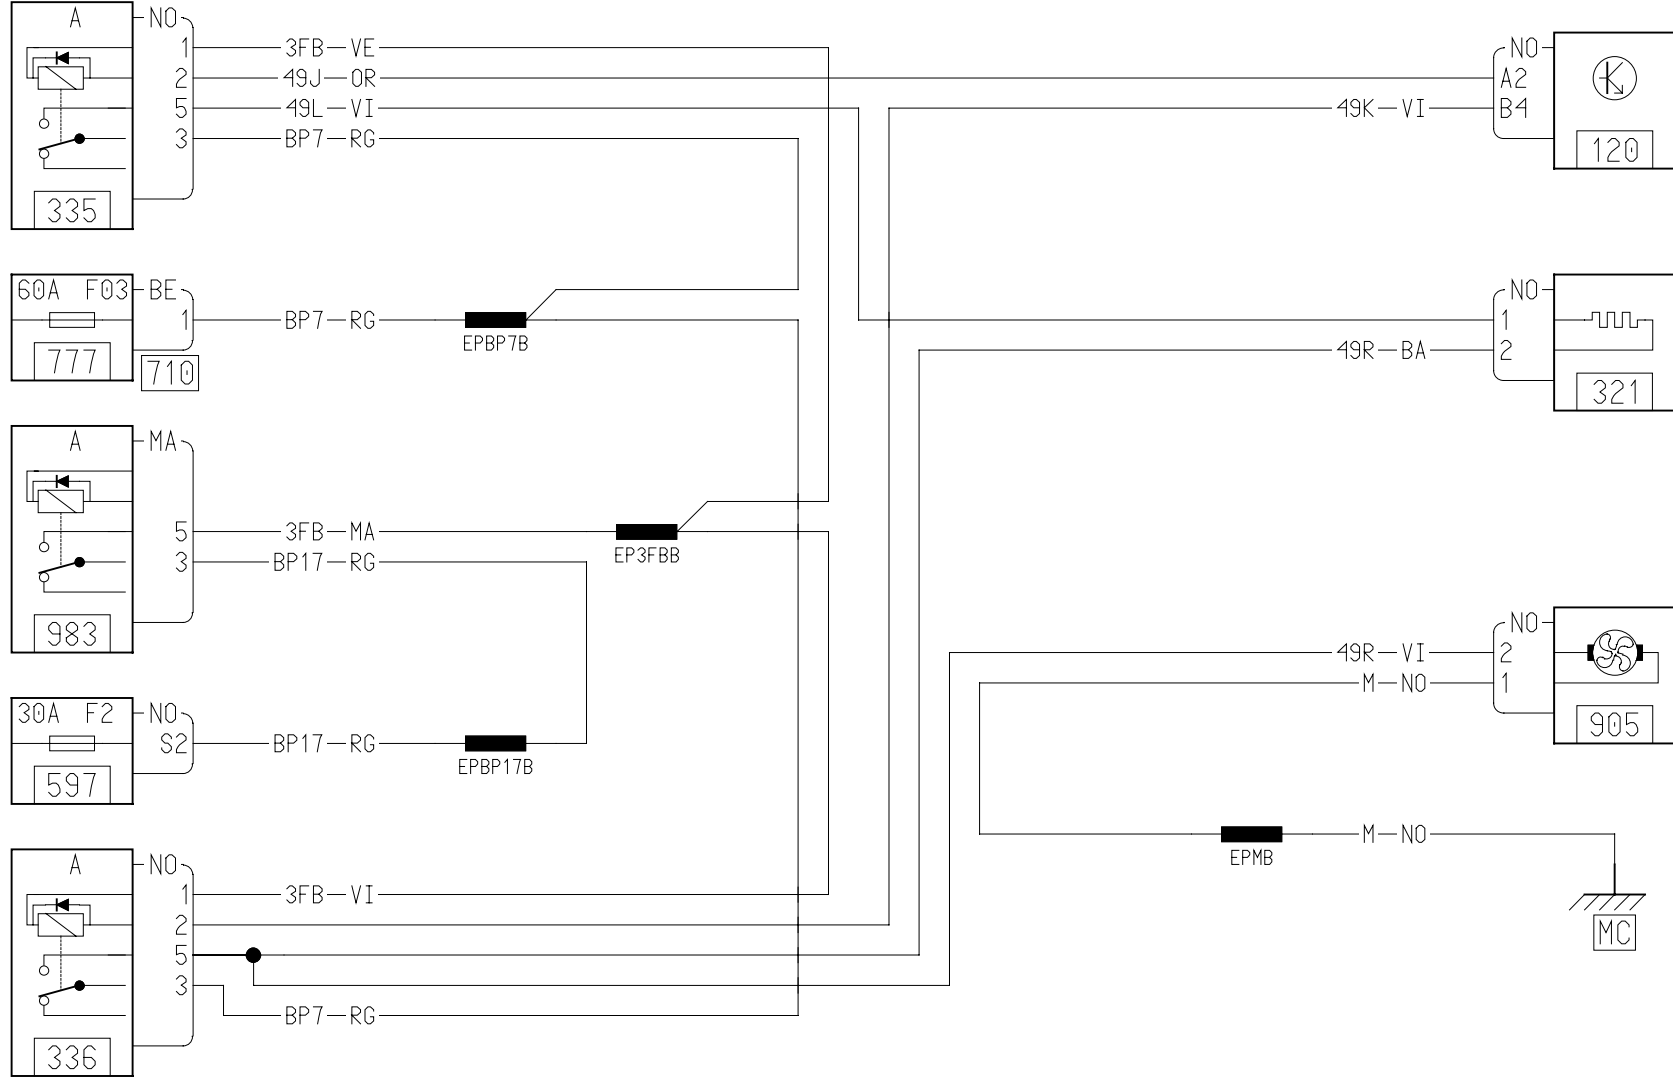 A NO
1 3FB VE
2 49J OR
5 49L VI
3 BP7 RG
335
NO
A2
49K VI B4
120
60A F03 BE
1 BP7 RG
EPBP7B
777
710
NO
1
49R BA 2
321
A MA
5 3FB MA
EP3FBB
3 BP17 RG
983
NO
49R VI 2
M NO 1
905
30A F2 NO
S2 BP17 RG
EPBP17B
597
M NO
EPMB
MC
A NO
1 3FB VI
2
5
3
BP7 RG
336